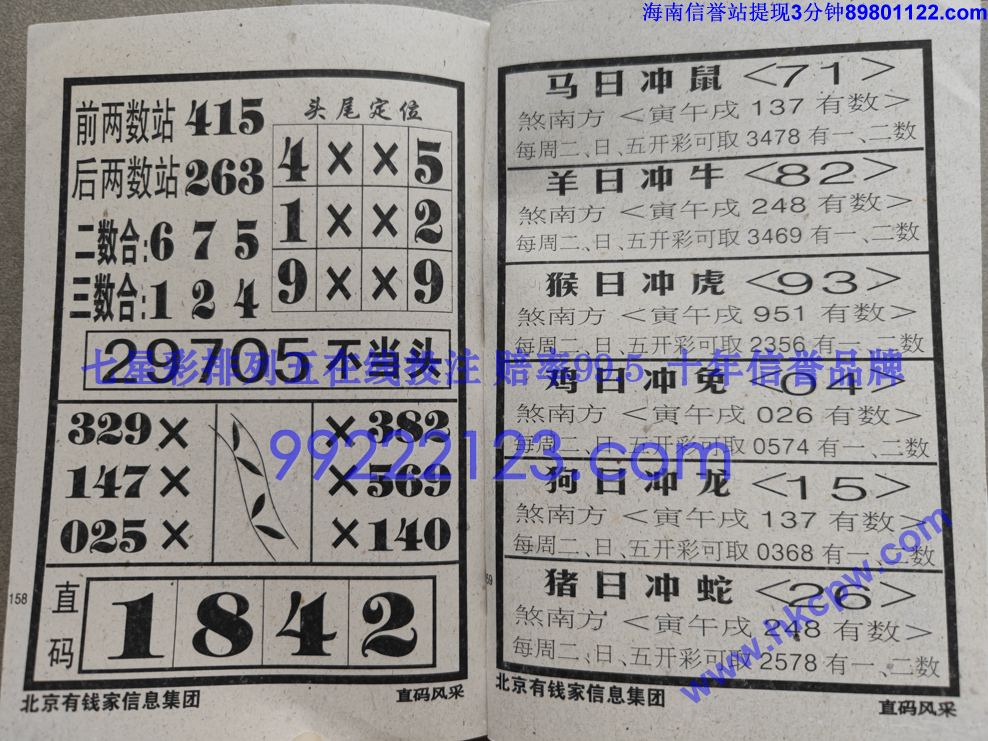 海南信誉站提现3分钟89801122.com
前两数站 415
后两数站 263
二数合:6 7 5
三数合:1 2 4
头尾定位
4 × × 5
1 × × 2
9 × × 9
29705 不当头
七星彩排列五在线投注 赔率99.5 十年信誉品牌
329× ×382
147× ×569
025× ×140
99222123.com
直码
1 8 4 2
158
北京有钱家信息集团
直码风采
马日冲鼠 <71>
煞南方 <寅午戌 137 有数>
每周二、日、五开彩可取 3478 有一、二数
羊日冲牛 <82>
煞南方 <寅午戌 248 有数>
每周二、日、五开彩可取 3469 有一、二数
猴日冲虎 <93>
煞南方 <寅午戌 951 有数>
每周二、日、五开彩可取 2356 有一、二数
鸡日冲兔 <04>
煞南方 <寅午戌 026 有数>
每周二、日、五开彩可取 0574 有一、二数
狗日冲龙 <15>
煞南方 <寅午戌 137 有数>
每周二、日、五开彩可取 0368 有一、二数
猪日冲蛇 <26>
煞南方 <寅午戌 248 有数>
每周二、日、五开彩可取 2578 有一、二数
www.hkcpw.com
59
北京有钱家信息集团
直码风采